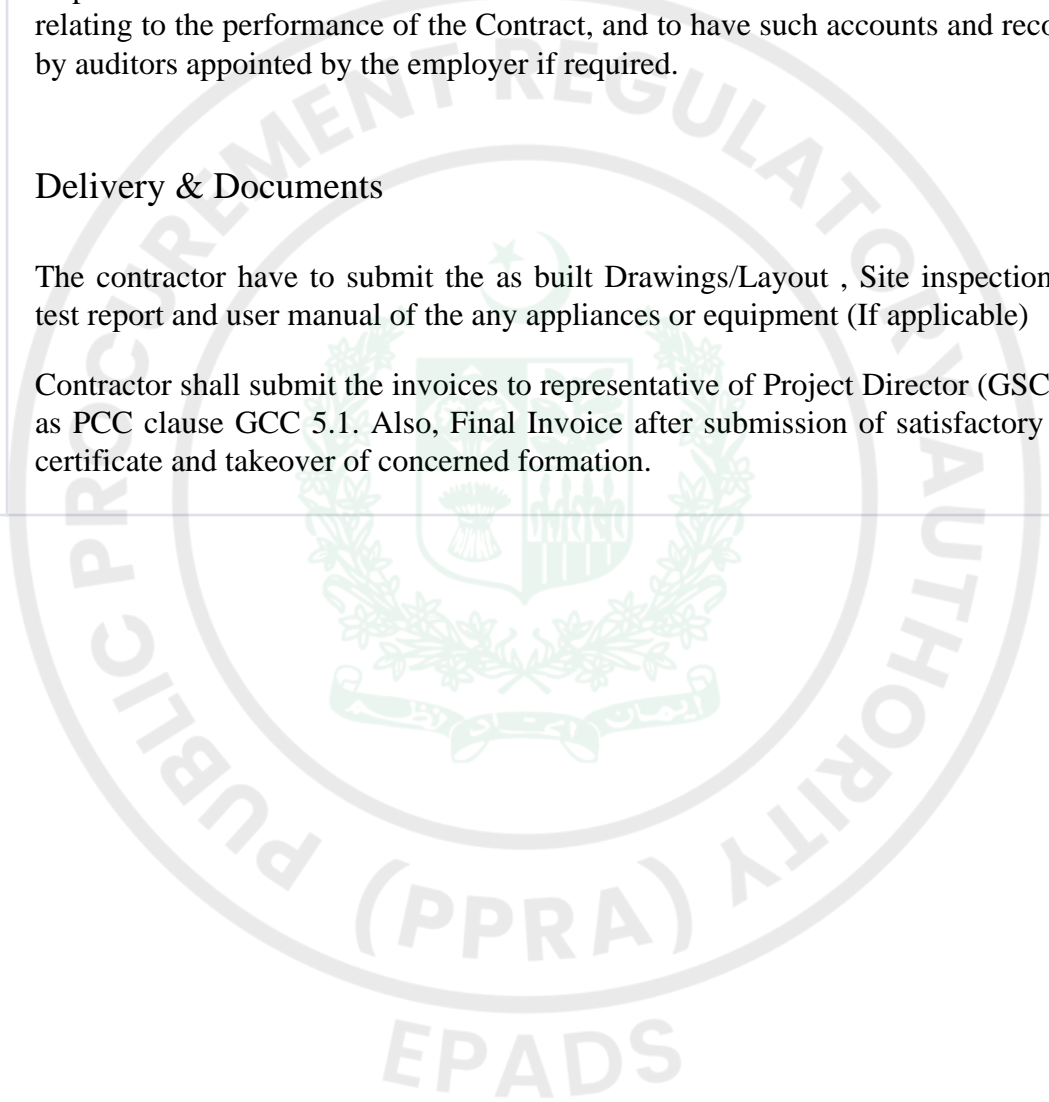 relating to the performance of the Contract, and to have such accounts and reco
by auditors appointed by the employer if required.
Delivery & Documents
The contractor have to submit the as built Drawings/Layout , Site inspection
test report and user manual of the any appliances or equipment (If applicable)
Contractor shall submit the invoices to representative of Project Director (GSC
as PCC clause GCC 5.1. Also, Final Invoice after submission of satisfactory
certificate and takeover of concerned formation.
PUBLIC PROCUREMENT REGULATORY AUTHORITY
(PPRA)
EPADS